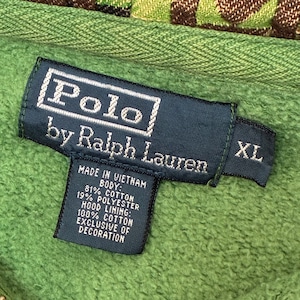 Polo
by Ralph Lauren
XL
MADE IN VIETNAM
BODY:
81% COTTON
19% POLYESTER
HOOD LINING:
100% COTTON
EXCLUSIVE OF
DECORATION